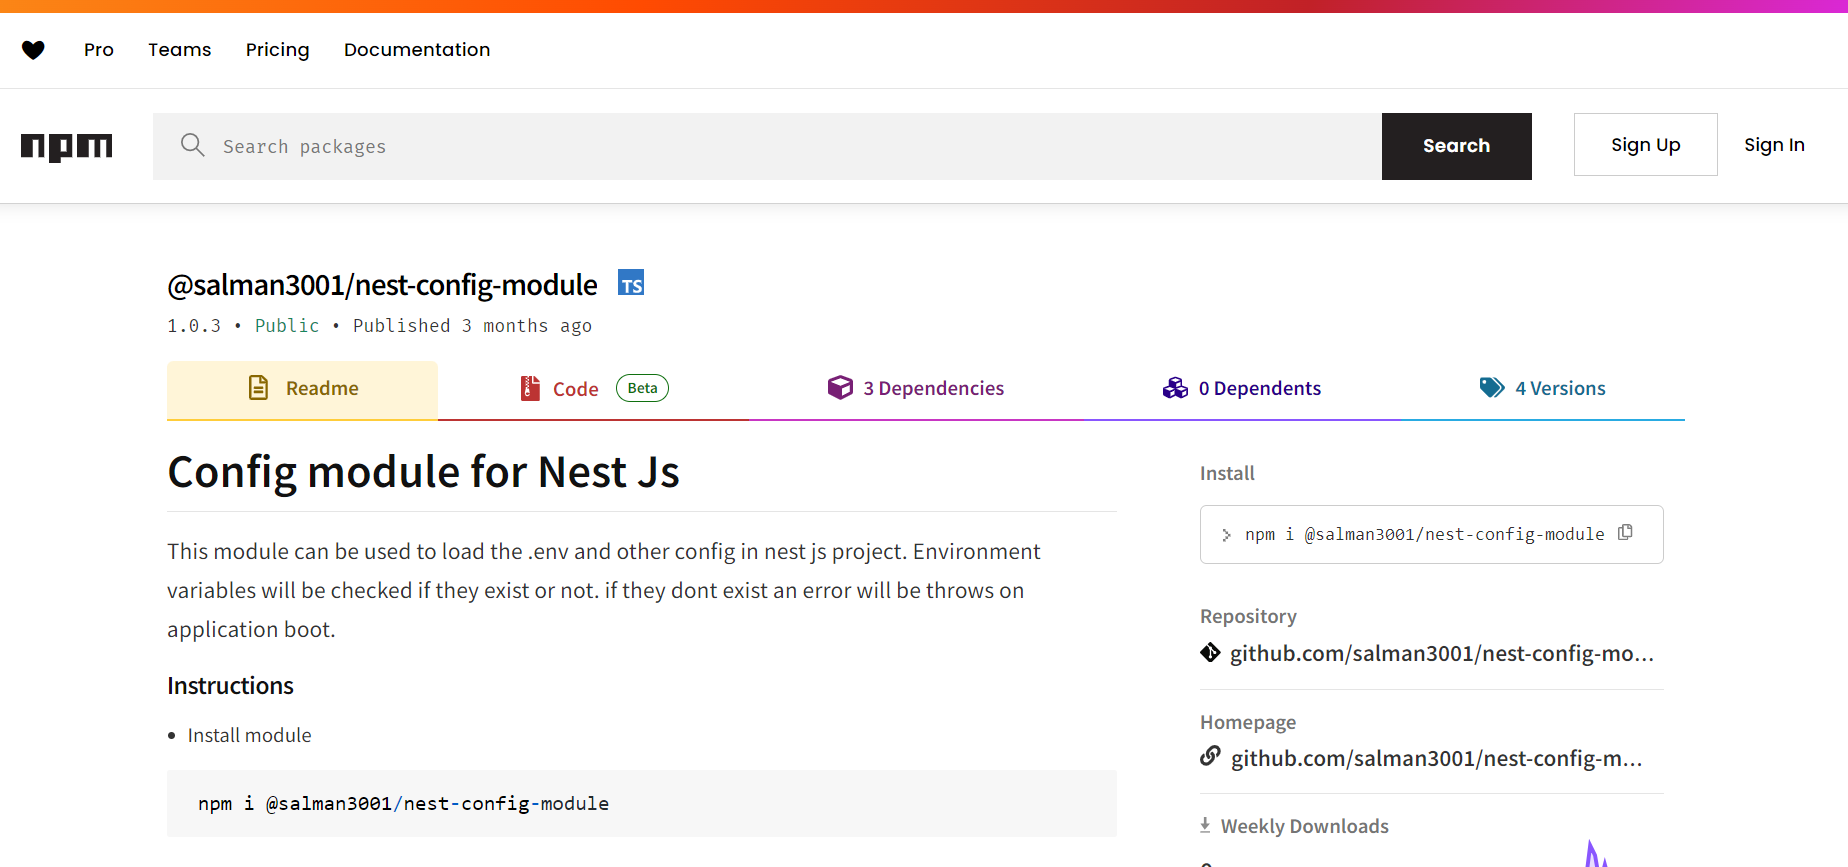 Pro Teams Pricing Documentation
npm
Search packages
Search
Sign Up
Sign In
@salman3001/nest-config-module TS
1.0.3 • Public • Published 3 months ago
Readme
Code Beta
3 Dependencies
0 Dependents
4 Versions
Config module for Nest Js
This module can be used to load the .env and other config in nest js project. Environment
variables will be checked if they exist or not. if they dont exist an error will be throws on
application boot.
Instructions
• Install module
npm i @salman3001/nest-config-module
Install
> npm i @salman3001/nest-config-module
Repository
github.com/salman3001/nest-config-mo...
Homepage
github.com/salman3001/nest-config-m...
Weekly Downloads